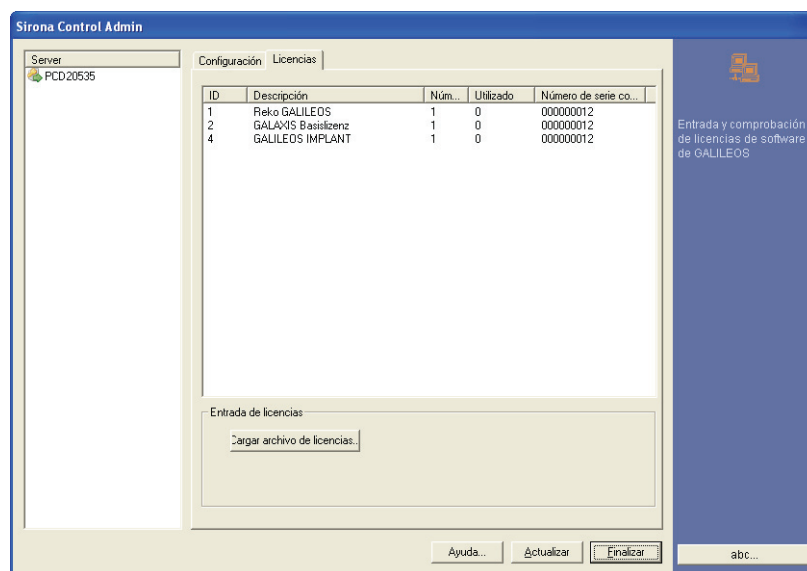 Sirona Control Admin
Server
PCD20535
Configuración Licencias
ID Descripción Núm... Utilizado Número de serie co...
1 Reko GALILEOS 1 0 000000012
2 GALAXIS Basislizenz 1 0 000000012
4 GALILEOS IMPLANT 1 0 000000012
Entrada de licencias
Cargar archivo de licencias..
Ayuda... Actualizar Finalizar
Entrada y comprobación
de licencias de software
de GALILEOS
abc...